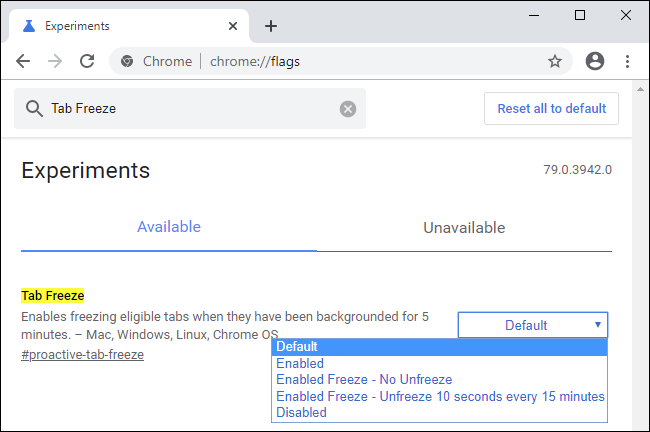 Experiments
Chrome | chrome://flags
Tab Freeze
Reset all to default
Experiments
79.0.3942.0
Available
Unavailable
Tab Freeze
Enables freezing eligible tabs when they have been backgrounded for 5
minutes. – Mac, Windows, Linux, Chrome OS
#proactive-tab-freeze
Default
Default
Enabled
Enabled Freeze - No Unfreeze
Enabled Freeze - Unfreeze 10 seconds every 15 minutes
Disabled